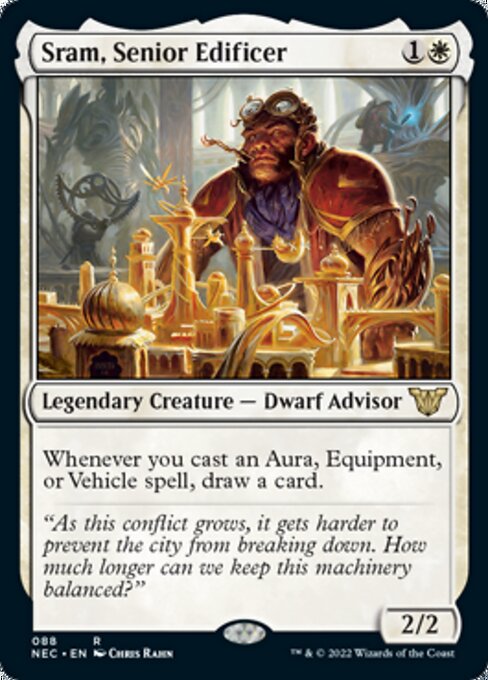 Sram, Senior Edificer 1
Legendary Creature — Dwarf Advisor
Whenever you cast an Aura, Equipment,
or Vehicle spell, draw a card.
“As this conflict grows, it gets harder to
prevent the city from breaking down. How
much longer can we keep this machinery
balanced?”
2/2
088 R
NEC • EN Chris Rahn
™ & © 2022 Wizards of the Coast